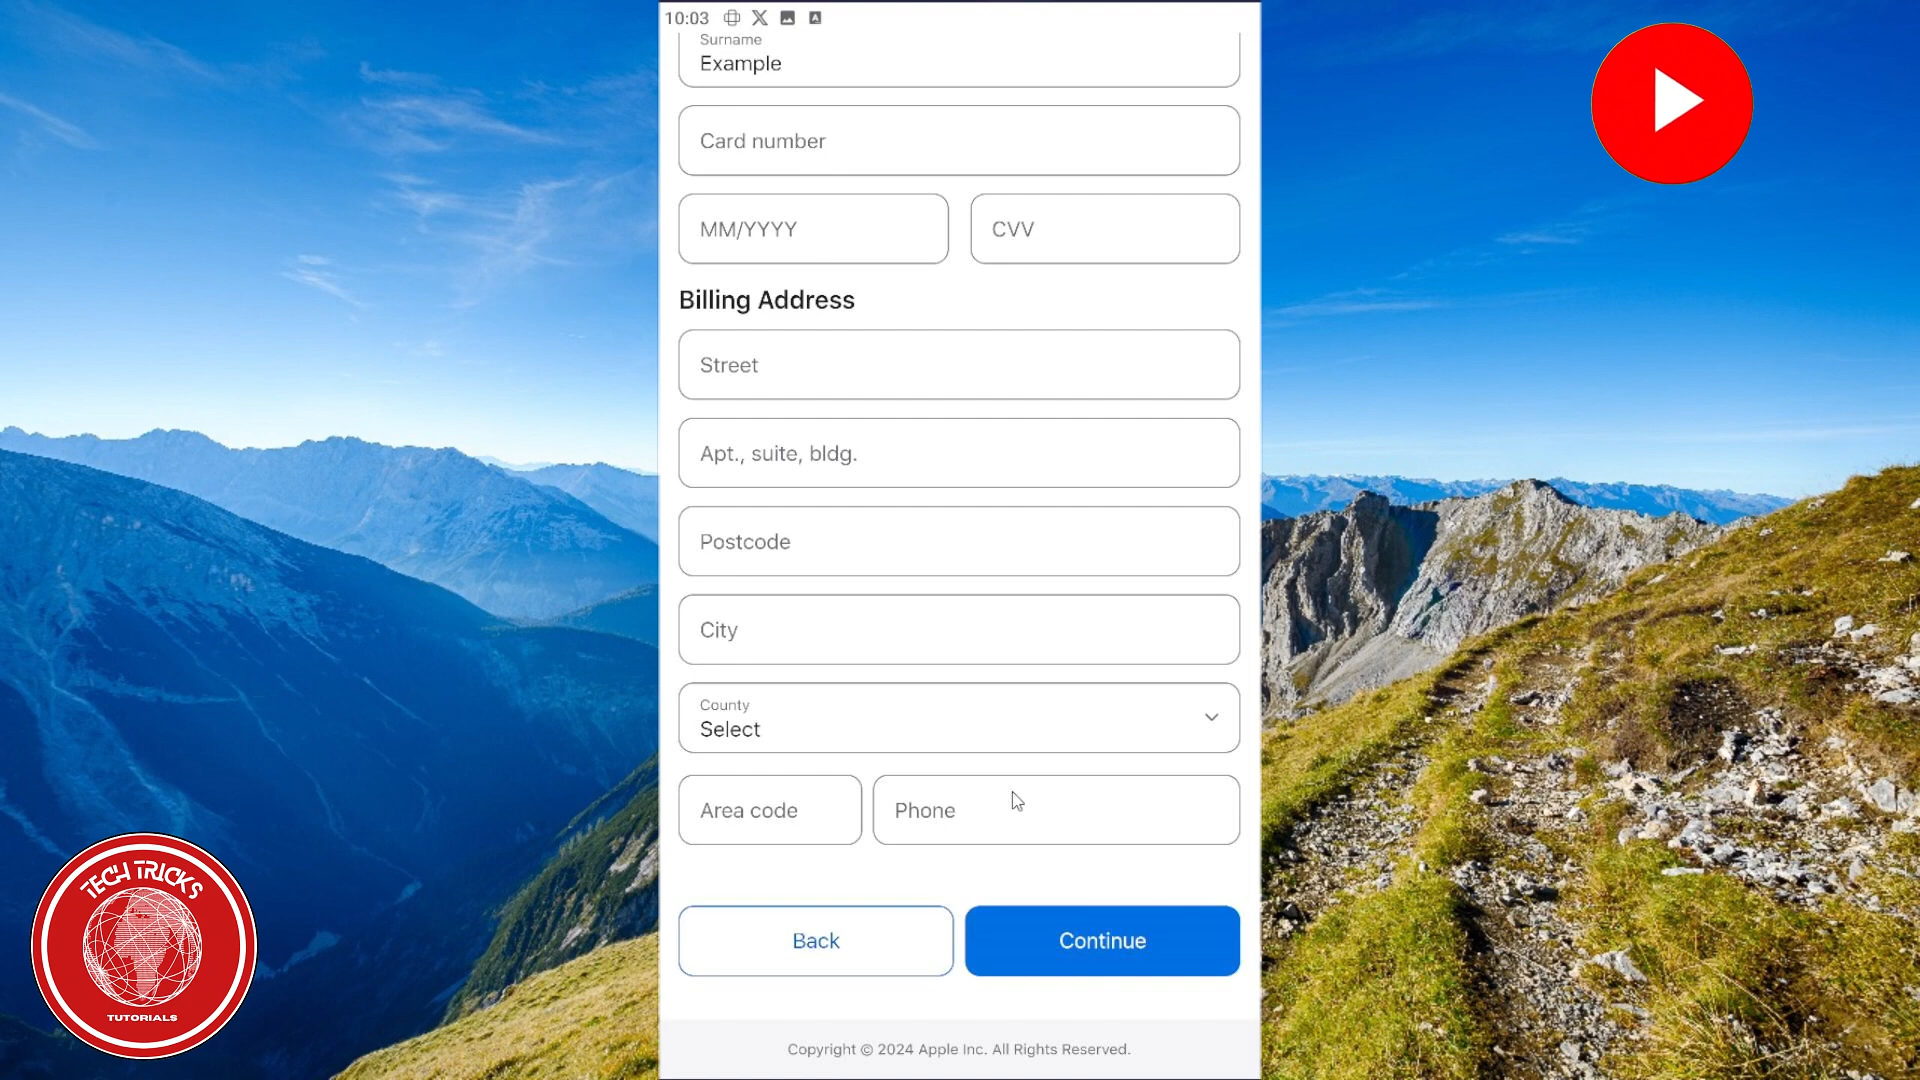 10:03
Surname
Example
Card number
MM/YYYY
CVV
Billing Address
Street
Apt., suite, bldg.
Postcode
City
County
Select
Area code
Phone
Back
Continue
Copyright © 2024 Apple Inc. All Rights Reserved.
TECH TRICKS
TUTORIALS